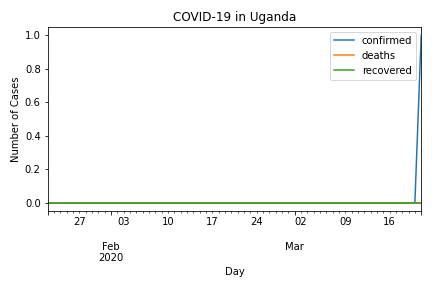 COVID-19 in Uganda
confirmed
deaths
recovered
Number of Cases
1.0
0.8
0.6
0.4
0.2
0.0
27 03 10 17 24 02 09 16
Feb Mar
2020
Day